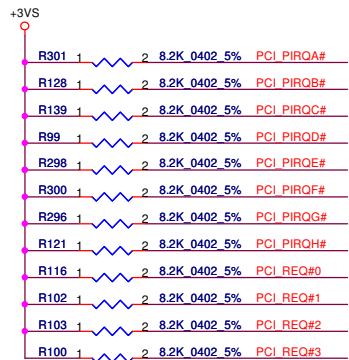 +3VS
R301 1 2 8.2K_0402_5% PCI_PIRQA#
R128 1 2 8.2K_0402_5% PCI_PIRQB#
R139 1 2 8.2K_0402_5% PCI_PIRQC#
R99 1 2 8.2K_0402_5% PCI_PIRQD#
R298 1 2 8.2K_0402_5% PCI_PIRQE#
R300 1 2 8.2K_0402_5% PCI_PIRQF#
R296 1 2 8.2K_0402_5% PCI_PIRQG#
R121 1 2 8.2K_0402_5% PCI_PIRQH#
R116 1 2 8.2K_0402_5% PCI_REQ#0
R102 1 2 8.2K_0402_5% PCI_REQ#1
R103 1 2 8.2K_0402_5% PCI_REQ#2
R100 1 2 8.2K_0402_5% PCI_REQ#3